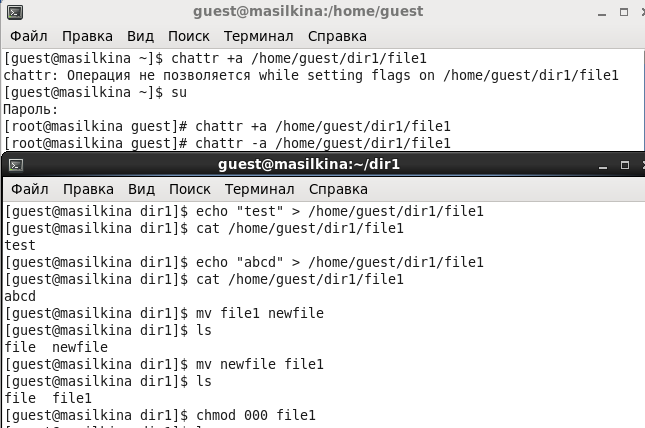 guest@masilkina:/home/guest
Файл Правка Вид Поиск Терминал Справка
[guest@masilkina ~]$ chattr +a /home/guest/dir1/file1
chattr: Операция не позволяется while setting flags on /home/guest/dir1/file1
[guest@masilkina ~]$ su
Пароль:
[root@masilkina guest]# chattr +a /home/guest/dir1/file1
[root@masilkina guest]# chattr -a /home/guest/dir1/file1
guest@masilkina:~/dir1
Файл Правка Вид Поиск Терминал Справка
[guest@masilkina dir1]$ echo "test" > /home/guest/dir1/file1
[guest@masilkina dir1]$ cat /home/guest/dir1/file1
test
[guest@masilkina dir1]$ echo "abcd" > /home/guest/dir1/file1
[guest@masilkina dir1]$ cat /home/guest/dir1/file1
abcd
[guest@masilkina dir1]$ mv file1 newfile
[guest@masilkina dir1]$ ls
file  newfile
[guest@masilkina dir1]$ mv newfile file1
[guest@masilkina dir1]$ ls
file  file1
[guest@masilkina dir1]$ chmod 000 file1